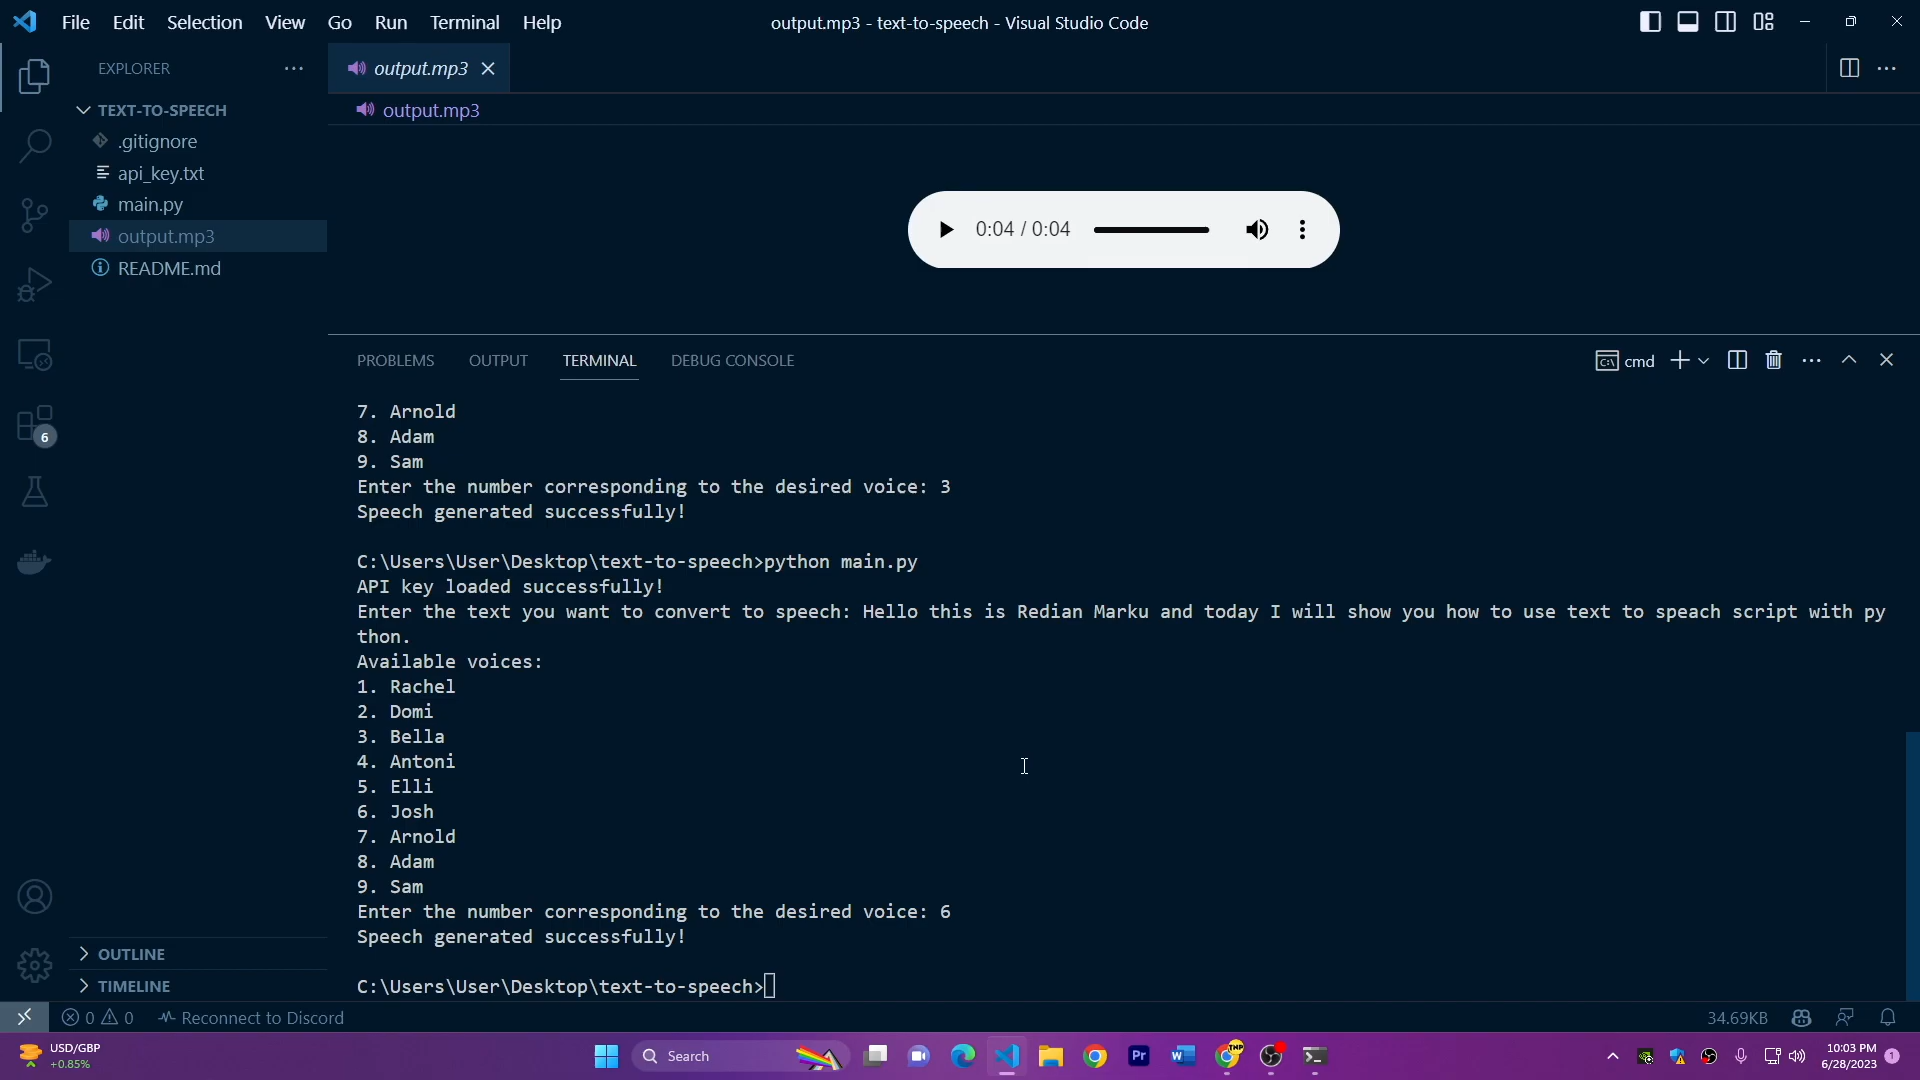 File Edit Selection View Go Run Terminal Help
output.mp3 - text-to-speech - Visual Studio Code
EXPLORER
output.mp3
TEXT-TO-SPEECH
output.mp3
.gitignore
api_key.txt
main.py
output.mp3
README.md
0:04 / 0:04
PROBLEMS OUTPUT TERMINAL DEBUG CONSOLE
cmd
7. Arnold
8. Adam
9. Sam
Enter the number corresponding to the desired voice: 3
Speech generated successfully!
C:\Users\User\Desktop\text-to-speech>python main.py
API key loaded successfully!
Enter the text you want to convert to speech: Hello this is Redian Marku and today I will show you how to use text to speach script with py
thon.
Available voices:
1. Rachel
2. Domi
3. Bella
4. Antoni
5. Elli
6. Josh
7. Arnold
8. Adam
9. Sam
Enter the number corresponding to the desired voice: 6
Speech generated successfully!
C:\Users\User\Desktop\text-to-speech>
6
OUTLINE
TIMELINE
0 0 Reconnect to Discord
34.69KB
USD/GBP
+0.85%
Search
Pr
W
TMP
10:03 PM
6/28/2023
1